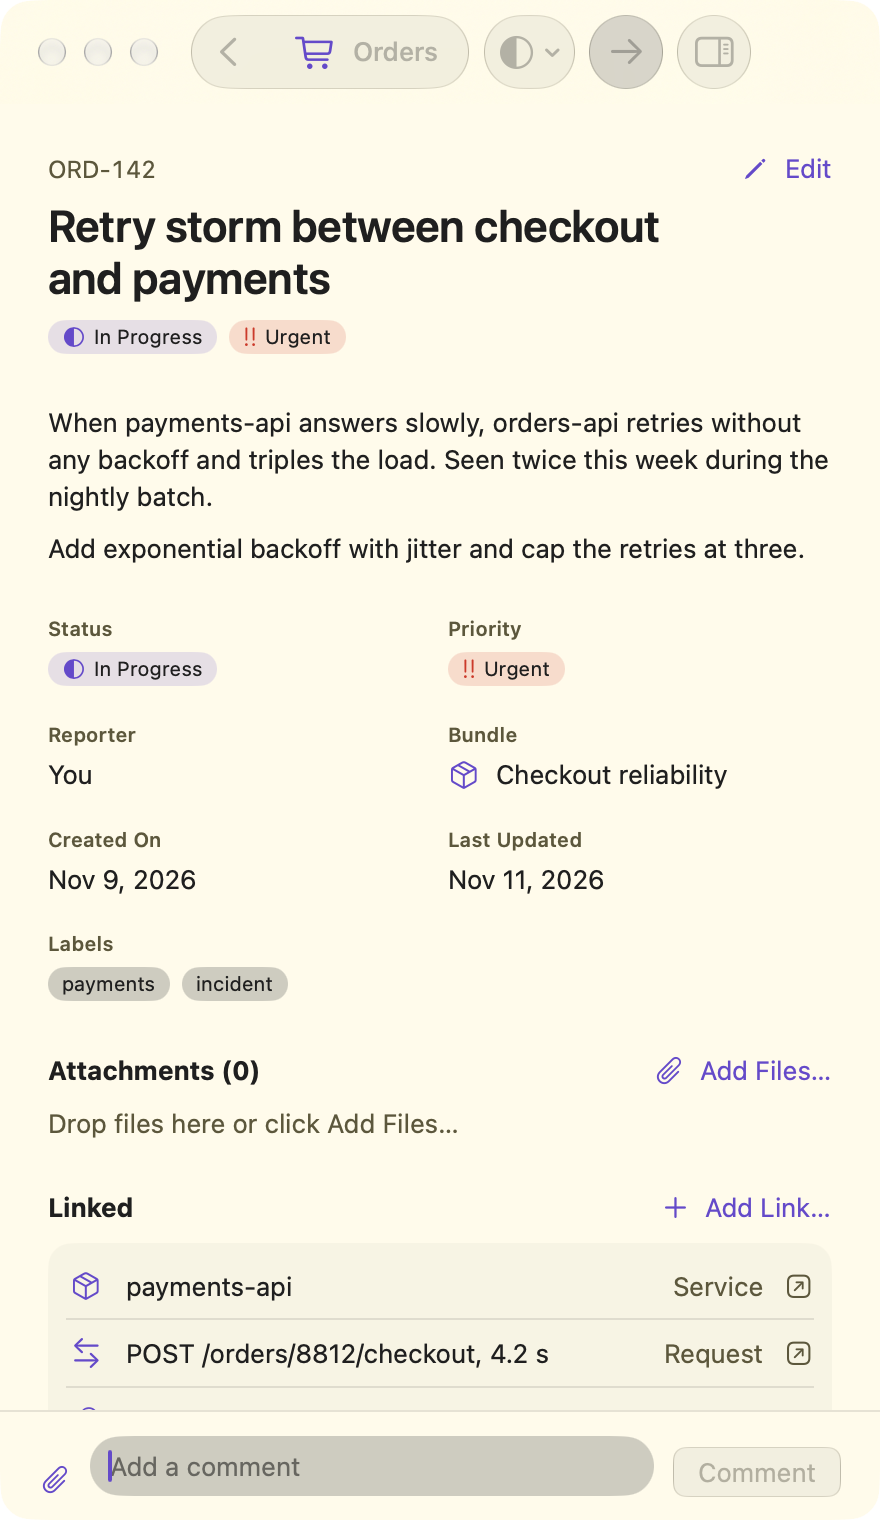 Orders
ORD-142
Edit
Retry storm between checkout
and payments
In Progress
!! Urgent
When payments-api answers slowly, orders-api retries without
any backoff and triples the load. Seen twice this week during the
nightly batch.
Add exponential backoff with jitter and cap the retries at three.
Status
Priority
In Progress
!! Urgent
Reporter
Bundle
You
Checkout reliability
Created On
Last Updated
Nov 9, 2026
Nov 11, 2026
Labels
payments
incident
Attachments (0)
Add Files...
Drop files here or click Add Files...
Linked
Add Link...
payments-api
Service
POST /orders/8812/checkout, 4.2 s
Request
Add a comment
Comment